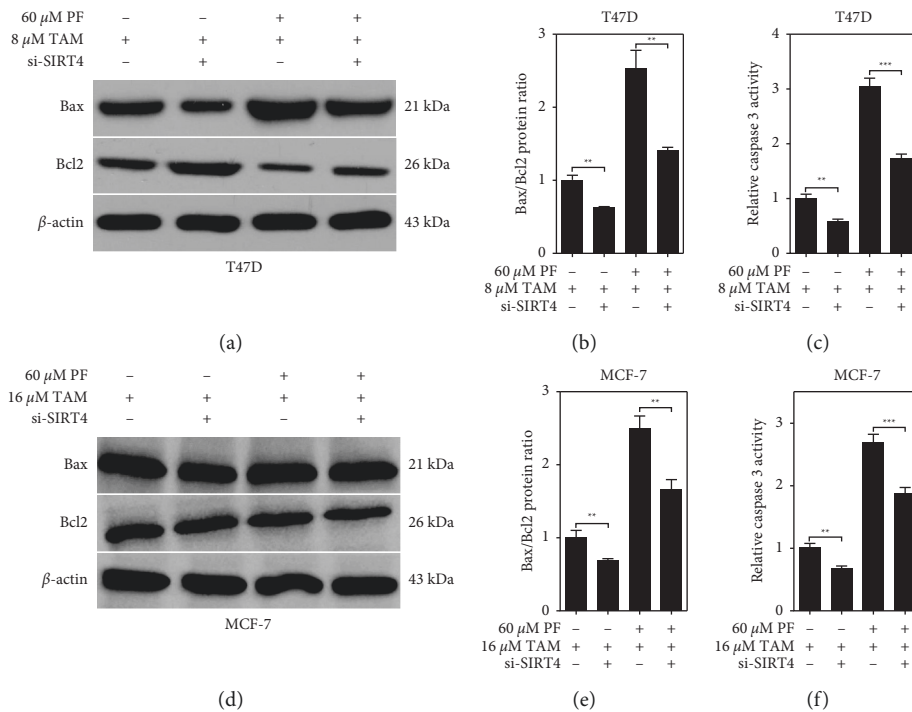 60 μM PF – – + +
8 μM TAM + + + +
si-SIRT4 – + – +
Bax 21 kDa
Bcl2 26 kDa
β-actin 43 kDa
T47D
(a)
T47D
Bax/Bcl2 protein ratio
3
2
1
0
** **
60 μM PF – – + +
8 μM TAM + + + +
si-SIRT4 – + – +
(b)
T47D
Relative caspase 3 activity
4
3
2
1
0
** ***
60 μM PF – – + +
8 μM TAM + + + +
si-SIRT4 – + – +
(c)
60 μM PF – – + +
16 μM TAM + + + +
si-SIRT4 – + – +
Bax 21 kDa
Bcl2 26 kDa
β-actin 43 kDa
MCF-7
(d)
MCF-7
Bax/Bcl2 protein ratio
3
2
1
0
** **
60 μM PF – – + +
16 μM TAM + + + +
si-SIRT4 – + – +
(e)
MCF-7
Relative caspase 3 activity
3
2
1
0
** ***
60 μM PF – – + +
16 μM TAM + + + +
si-SIRT4 – + – +
(f)